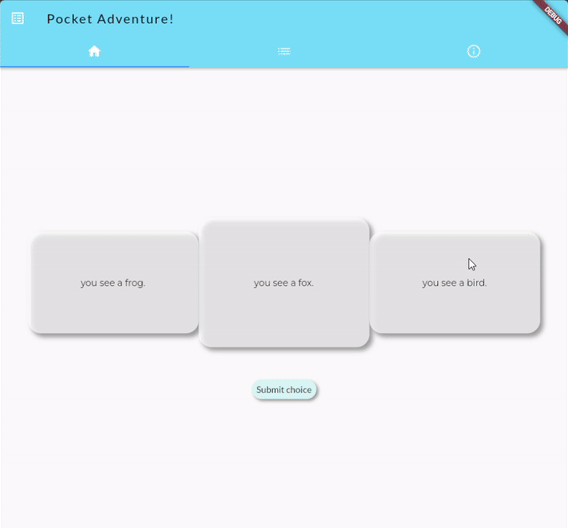 Pocket Adventure!
DEBUG
you see a frog.
you see a fox.
you see a bird.
Submit choice